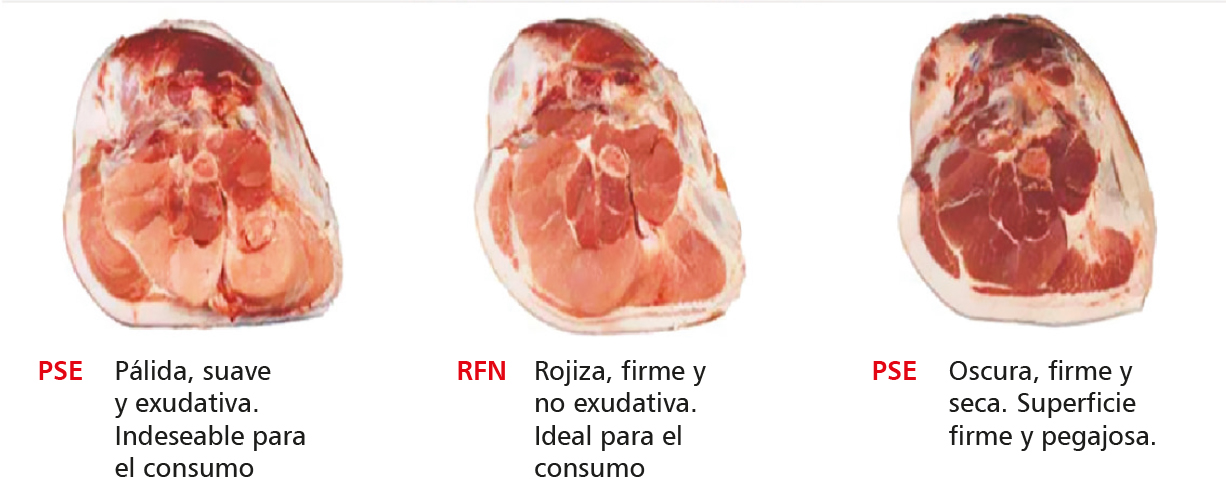 PSE Pálida, suave
y exudativa.
Indeseable para
el consumo
RFN Rojiza, firme y
no exudativa.
Ideal para el
consumo
PSE Oscura, firme y
seca. Superficie
firme y pegajosa.